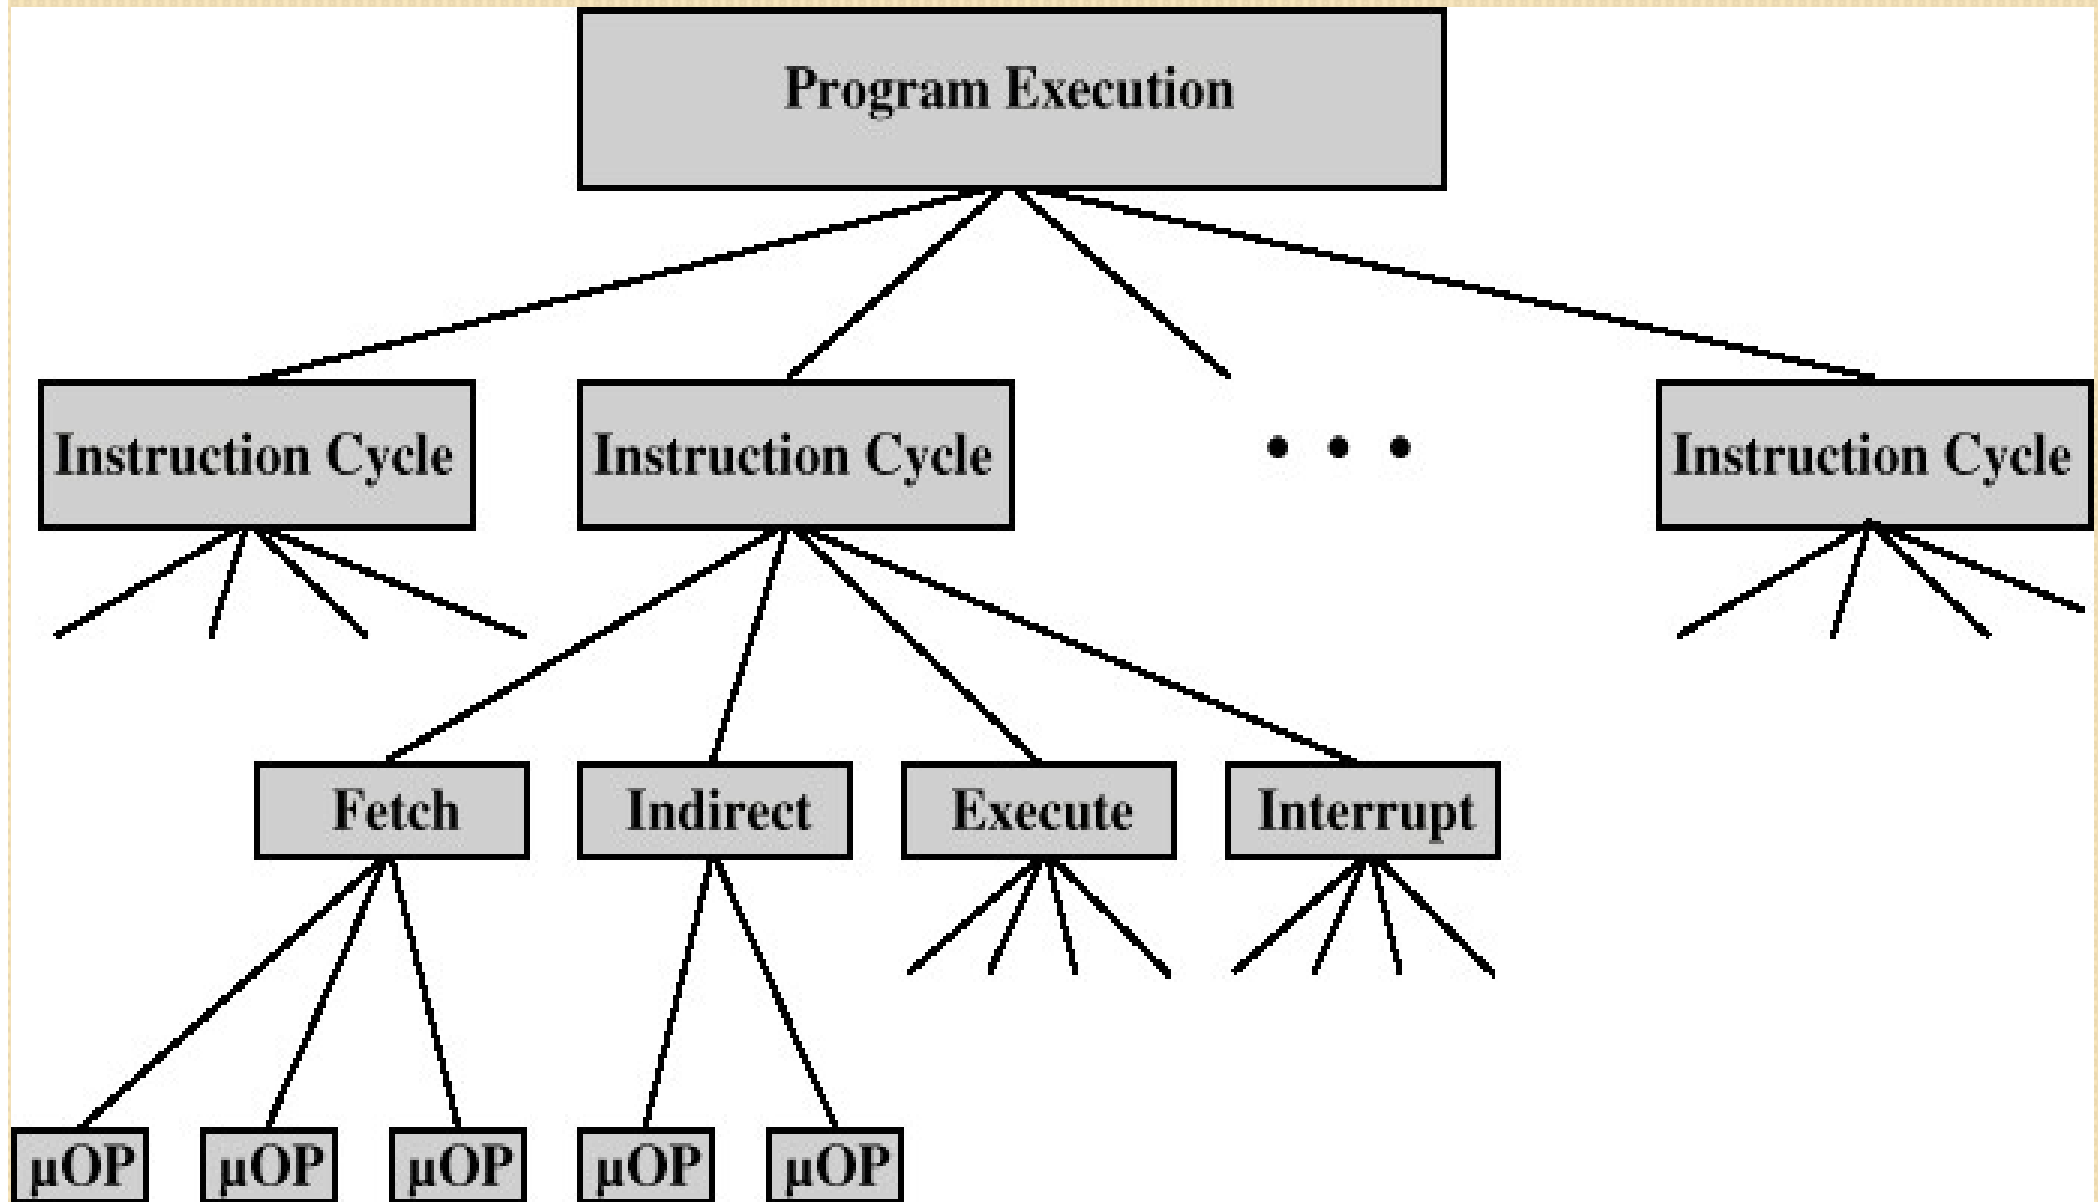 Program Execution
Instruction Cycle
Instruction Cycle
• • •
Instruction Cycle
Fetch
Indirect
Execute
Interrupt
μOP
μOP
μOP
μOP
μOP